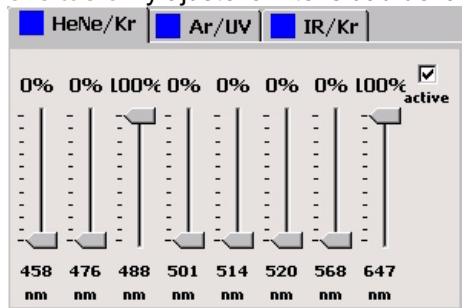 HeNe/Kr Ar/UV IR/Kr
0% 0% 100% 0% 0% 0% 0% 100%
active
458 476 488 501 514 520 568 647
nm nm nm nm nm nm nm nm